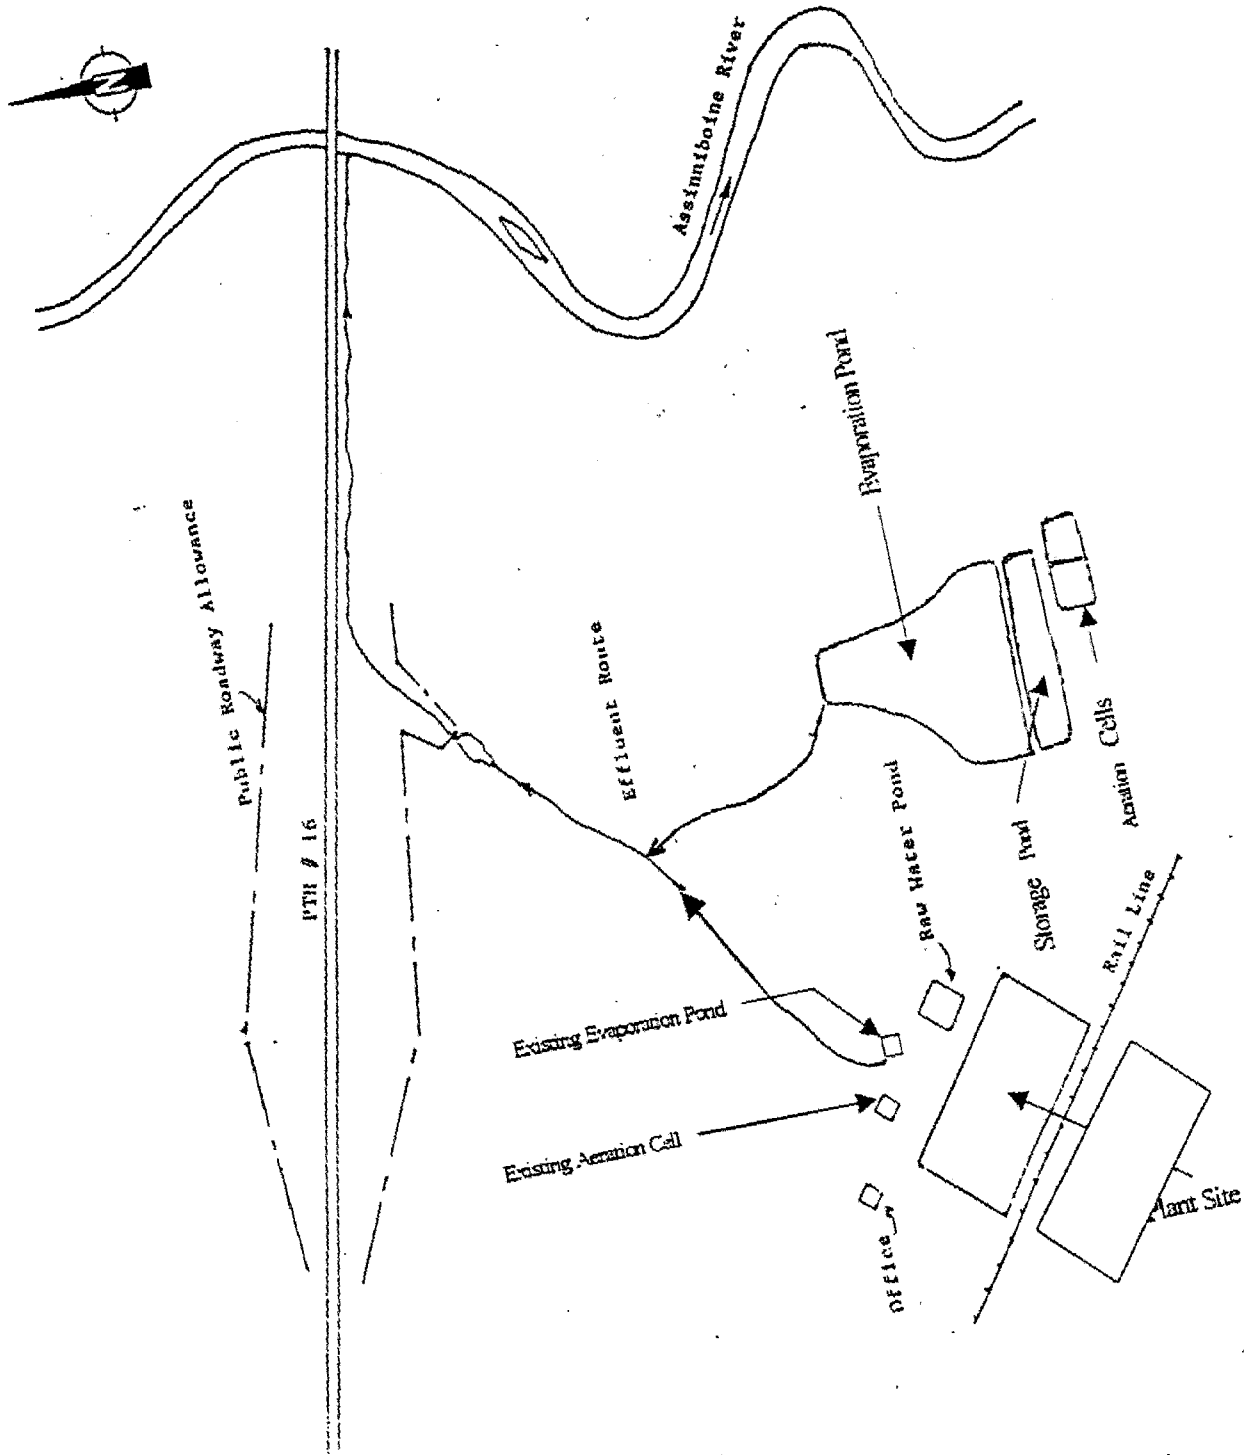 N
Assinniboine River
Evaporation Pond
Public Roadway Allowance
PTH # 16
Effluent Route
Raw Water Pond
Storage Pond
Aeration Cells
Rail Line
Existing Evaporation Pond
Existing Aeration Cell
Office
Plant Site